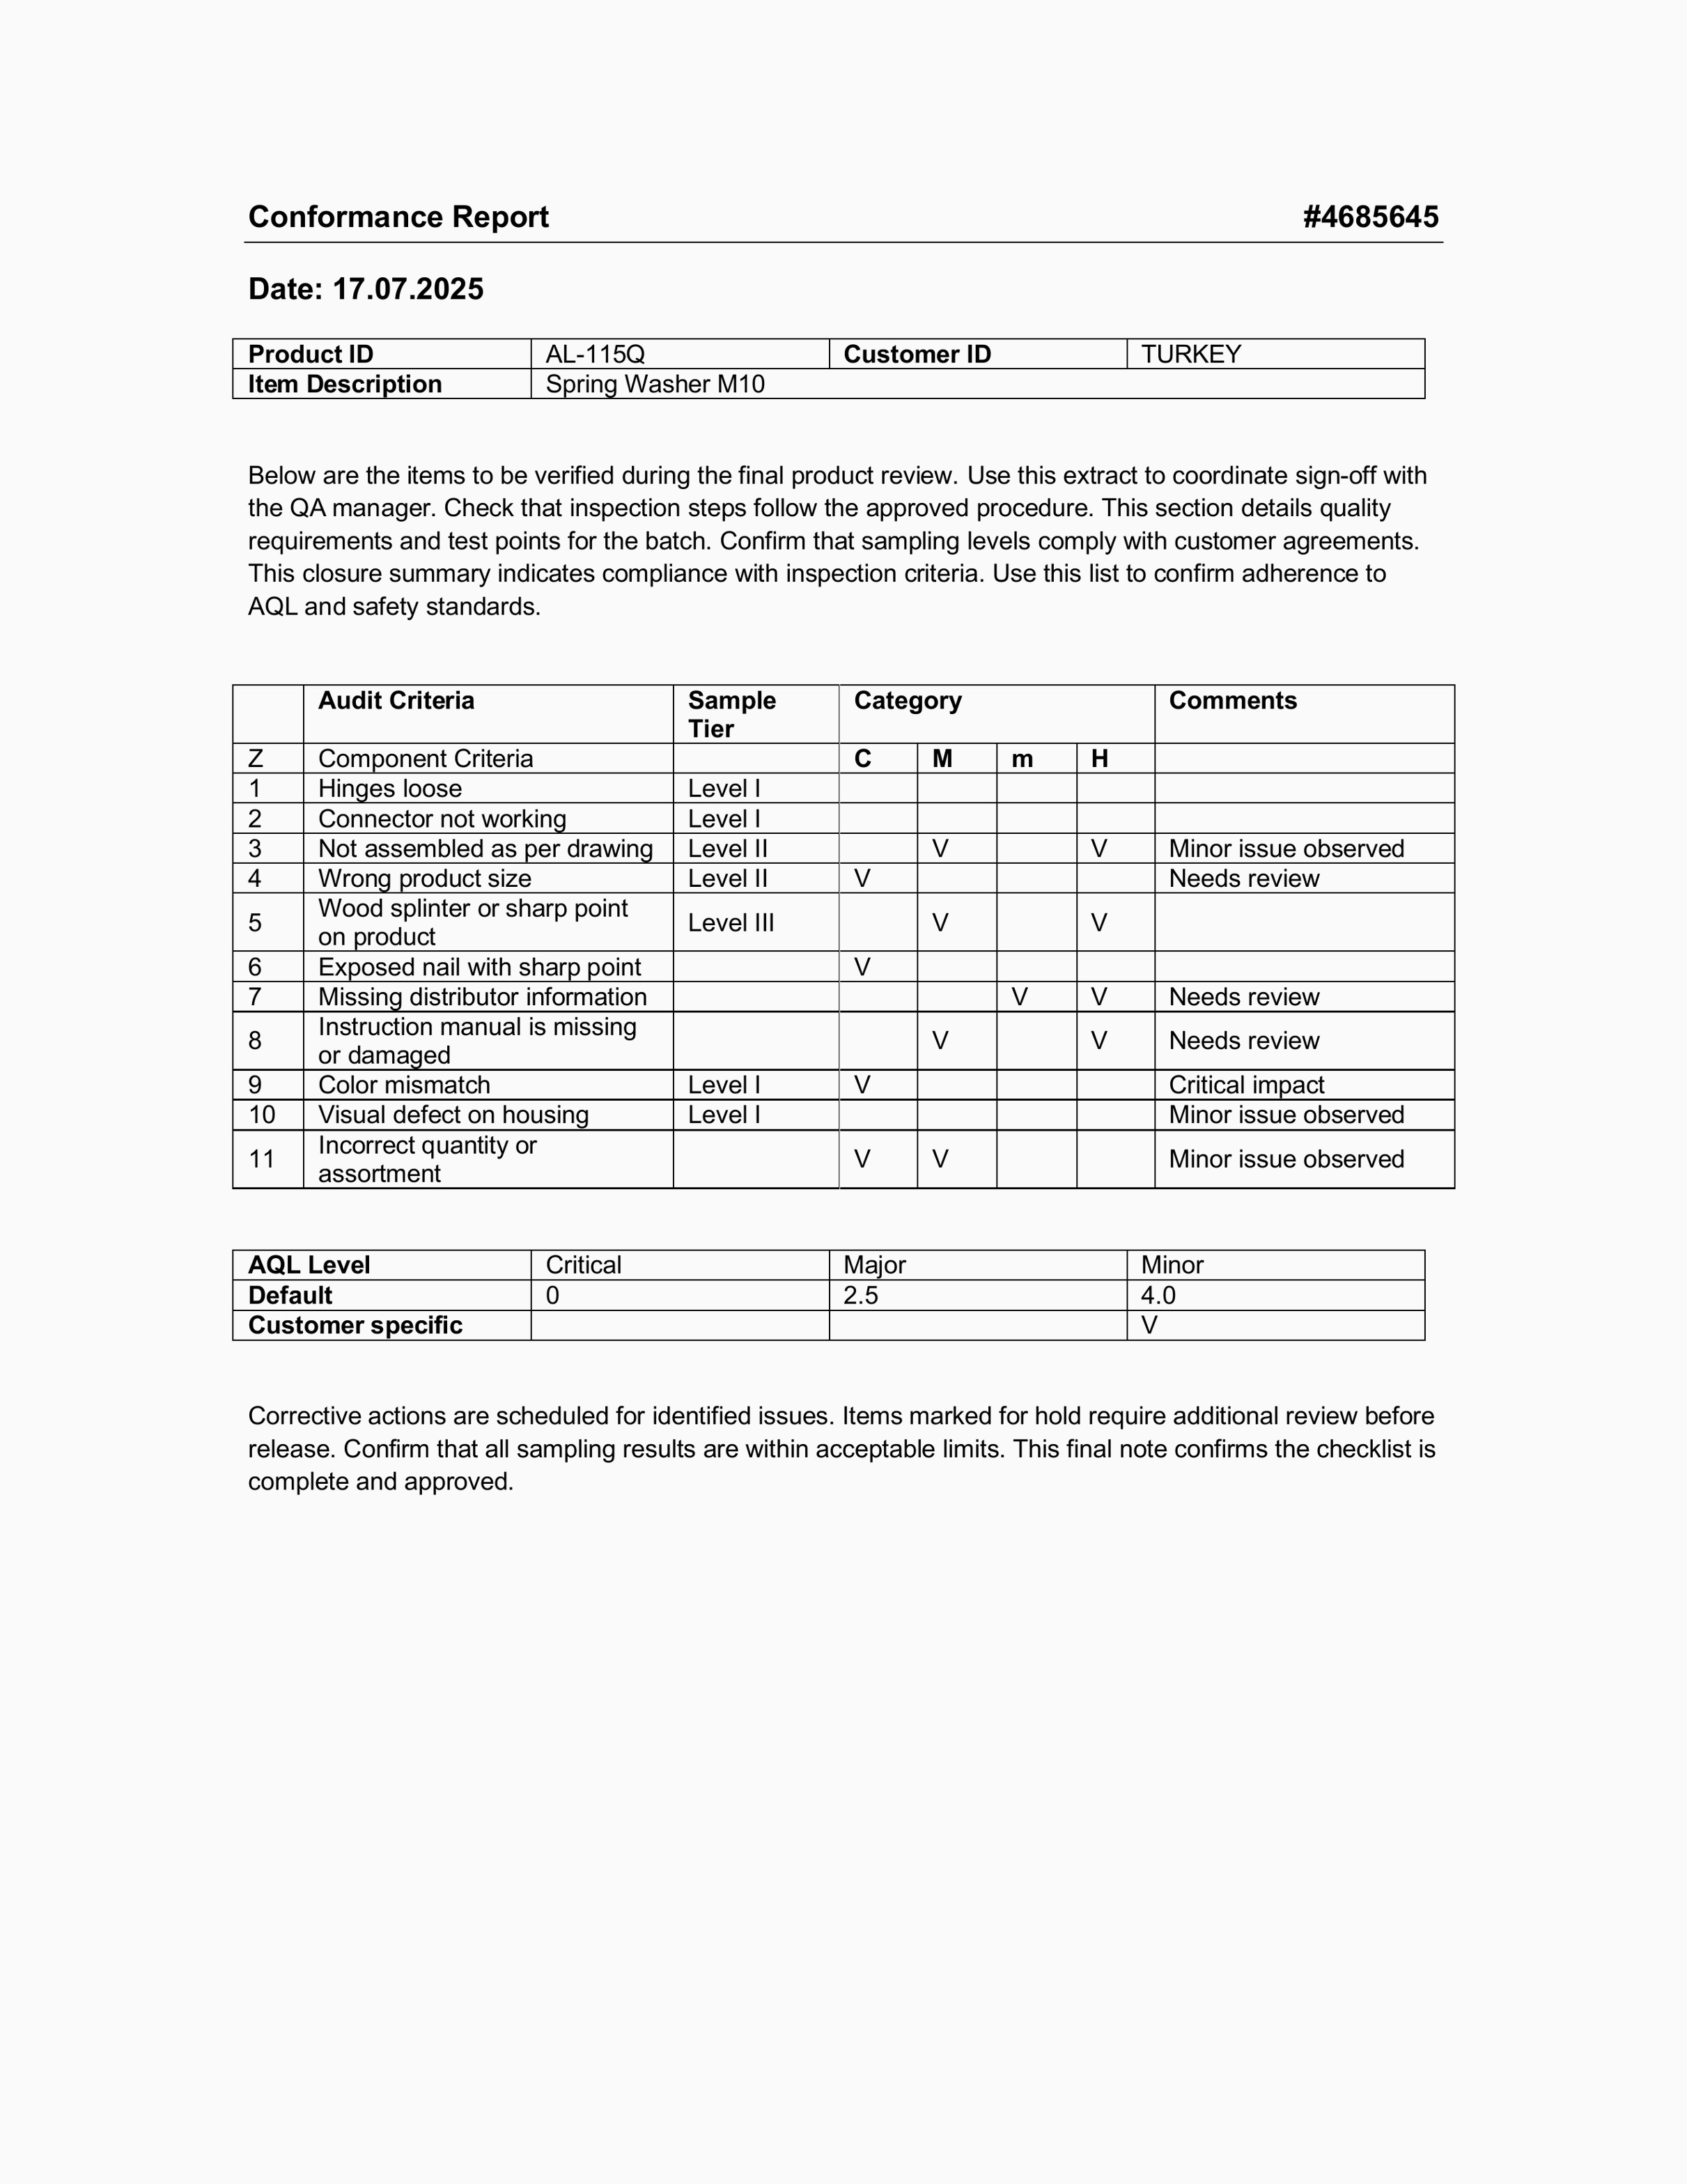 Conformance Report #4685645
Date: 17.07.2025
Product ID AL-115Q Customer ID TURKEY
Item Description Spring Washer M10
Below are the items to be verified during the final product review. Use this extract to coordinate sign-off with
the QA manager. Check that inspection steps follow the approved procedure. This section details quality
requirements and test points for the batch. Confirm that sampling levels comply with customer agreements.
This closure summary indicates compliance with inspection criteria. Use this list to confirm adherence to
AQL and safety standards.
Audit Criteria Sample Category Comments
Tier
Z Component Criteria C M m H
1 Hinges loose Level I
2 Connector not working Level I
3 Not assembled as per drawing Level II V V Minor issue observed
4 Wrong product size Level II V Needs review
5 Wood splinter or sharp point Level III V V
on product
6 Exposed nail with sharp point V
7 Missing distributor information V V Needs review
8 Instruction manual is missing V V Needs review
or damaged
9 Color mismatch Level I V Critical impact
10 Visual defect on housing Level I Minor issue observed
11 Incorrect quantity or V V Minor issue observed
assortment
AQL Level Critical Major Minor
Default 0 2.5 4.0
Customer specific V
Corrective actions are scheduled for identified issues. Items marked for hold require additional review before
release. Confirm that all sampling results are within acceptable limits. This final note confirms the checklist is
complete and approved.